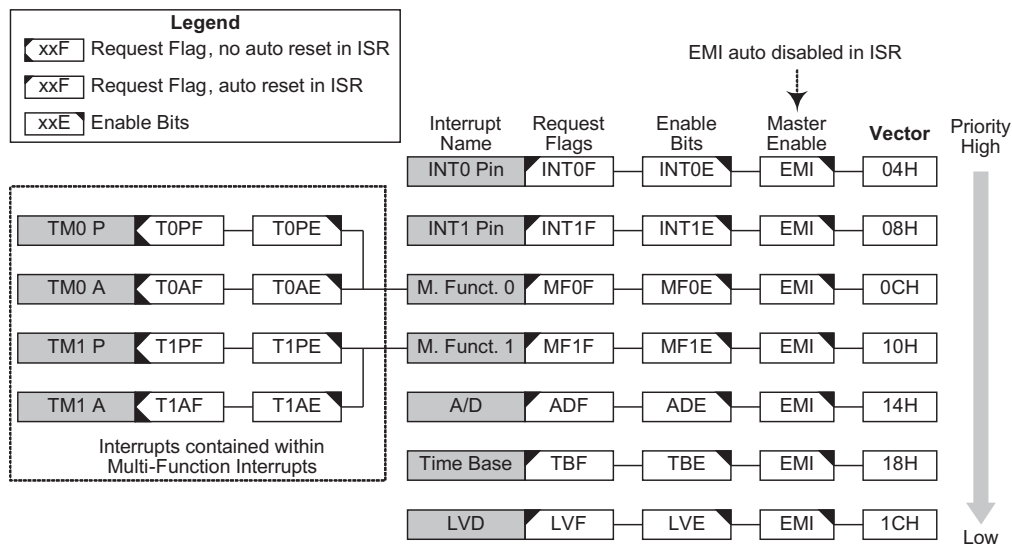 Legend
xxF Request Flag, no auto reset in ISR
xxF Request Flag, auto reset in ISR
xxE Enable Bits
EMI auto disabled in ISR
Interrupt Name Request Flags Enable Bits Master Enable Vector Priority High
INT0 Pin INT0F INT0E EMI 04H
TM0 P T0PF T0PE INT1 Pin INT1F INT1E EMI 08H
TM0 A T0AF T0AE M. Funct. 0 MF0F MF0E EMI 0CH
TM1 P T1PF T1PE M. Funct. 1 MF1F MF1E EMI 10H
TM1 A T1AF T1AE A/D ADF ADE EMI 14H
Interrupts contained within
Multi-Function Interrupts
Time Base TBF TBE EMI 18H
LVD LVF LVE EMI 1CH
Low